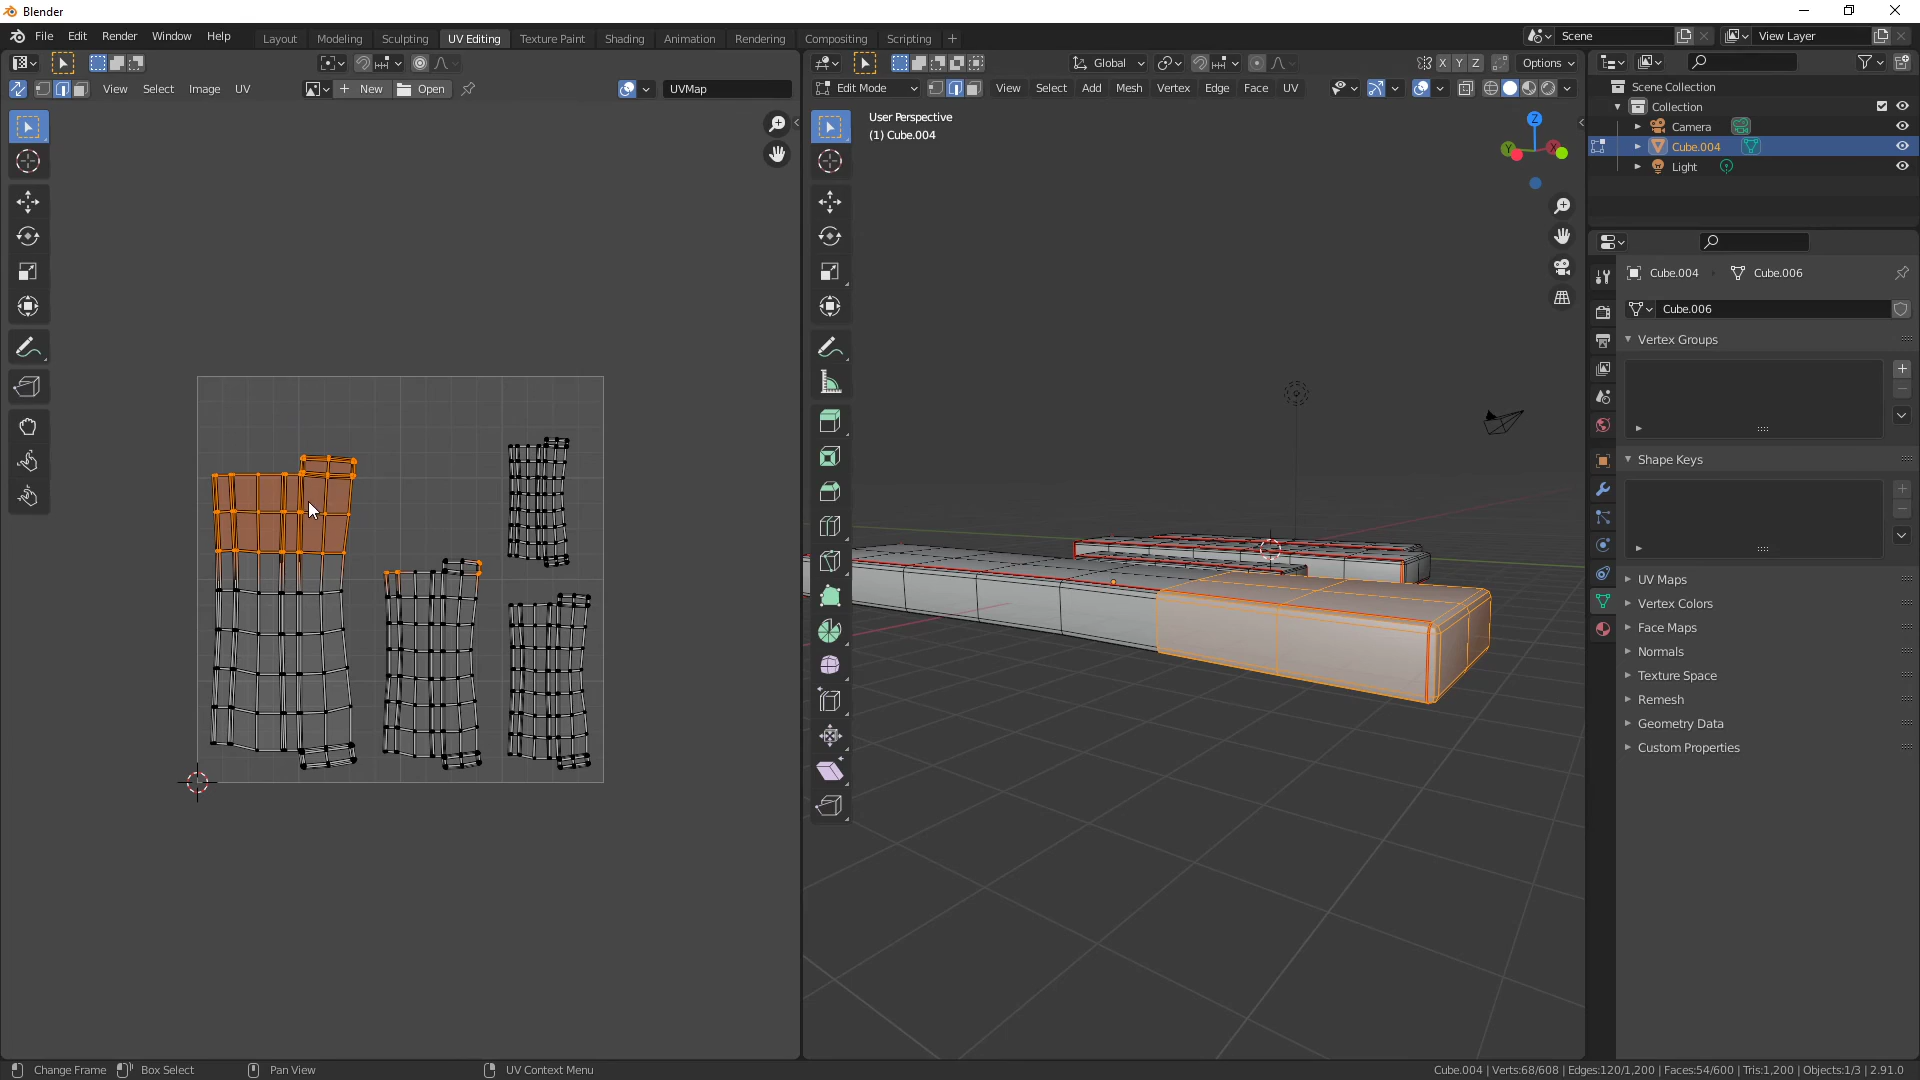 Blender
File Edit Render Window Help Layout Modeling Sculpting UV Editing Texture Paint Shading Animation Rendering Compositing Scripting Scene View Layer
Global X Y Z Options
View Select Image UV New Open UVMap Edit Mode View Select Add Mesh Vertex Edge Face UV
User Perspective
(1) Cube.004
Z
Y X
Scene Collection
Collection
Camera
Cube.004
Light
Cube.004 Cube.006
Cube.006
Vertex Groups
Shape Keys
UV Maps
Vertex Colors
Face Maps
Normals
Texture Space
Remesh
Geometry Data
Custom Properties
Change Frame Box Select Pan View UV Context Menu Cube.004 | Verts:68/608 | Edges:120/1,200 | Faces:54/600 | Tris:1,200 | Objects:1/3 | 2.91.0